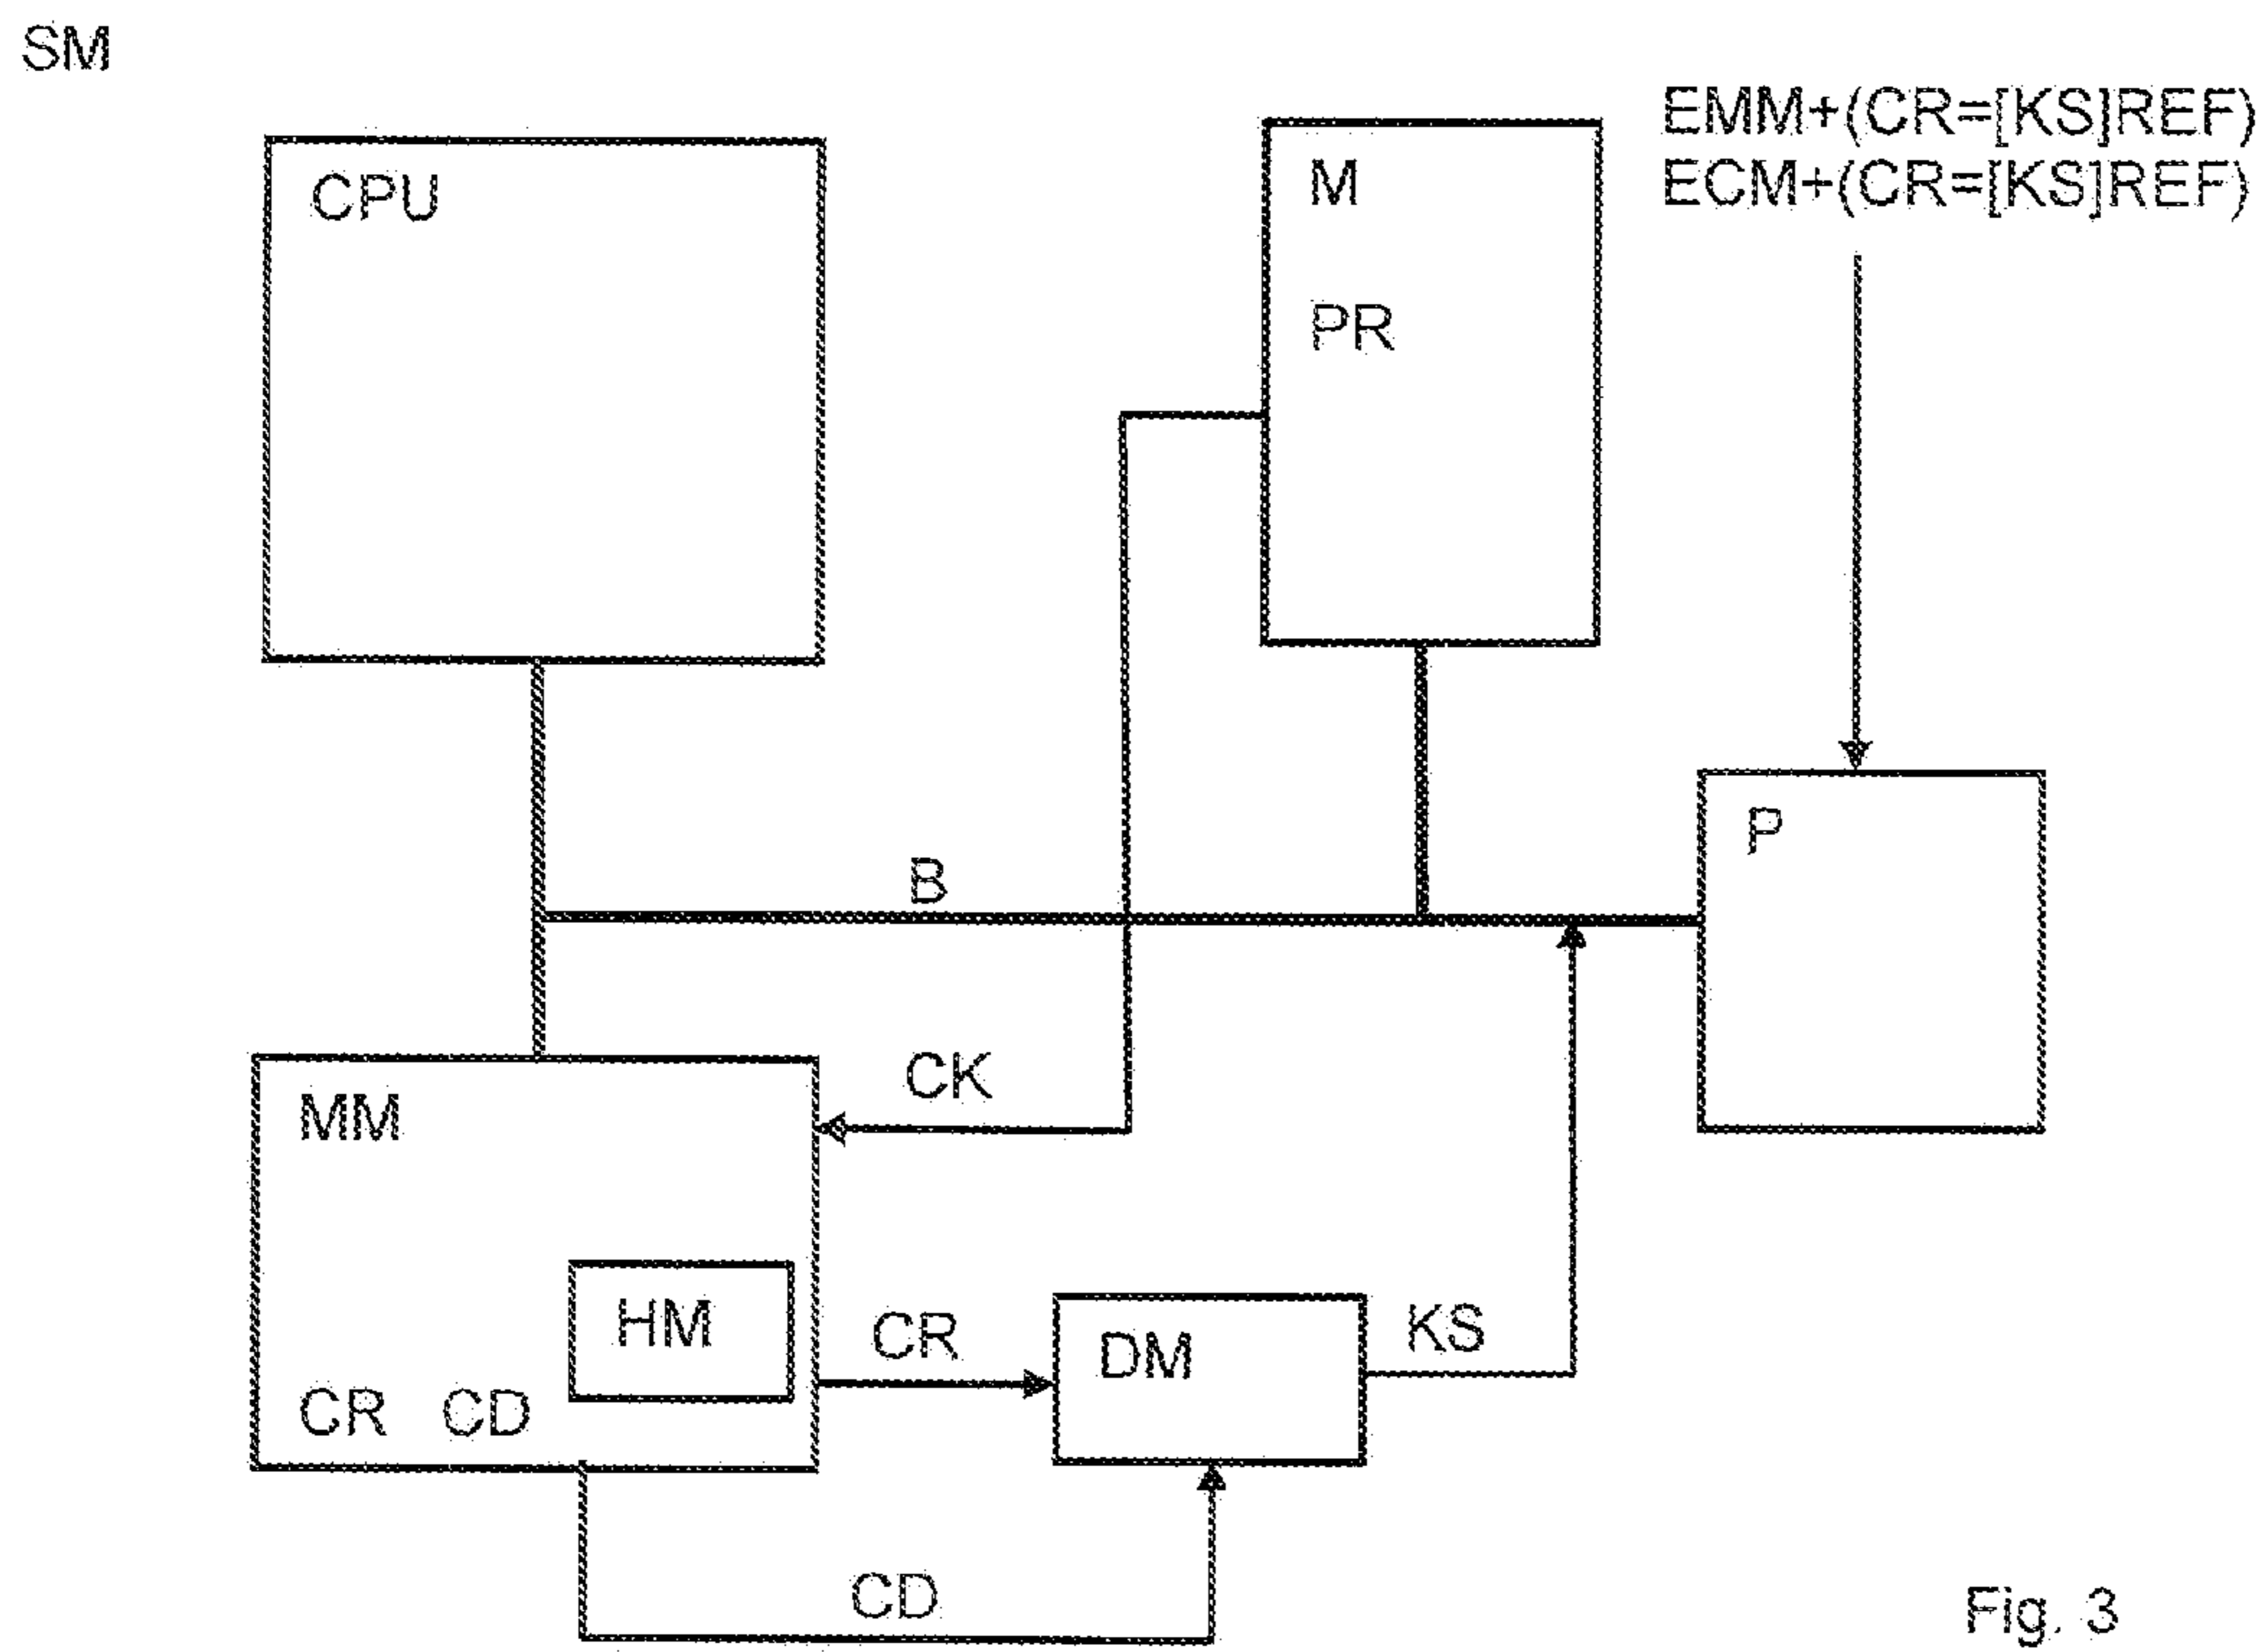 SM
EMM+(CR=[KS]REF)
ECM+(CR=[KS]REF)
CPU
M
PR
P
B
CK
MM
HM
CR
DM
KS
CR CD
CD
Fig. 3